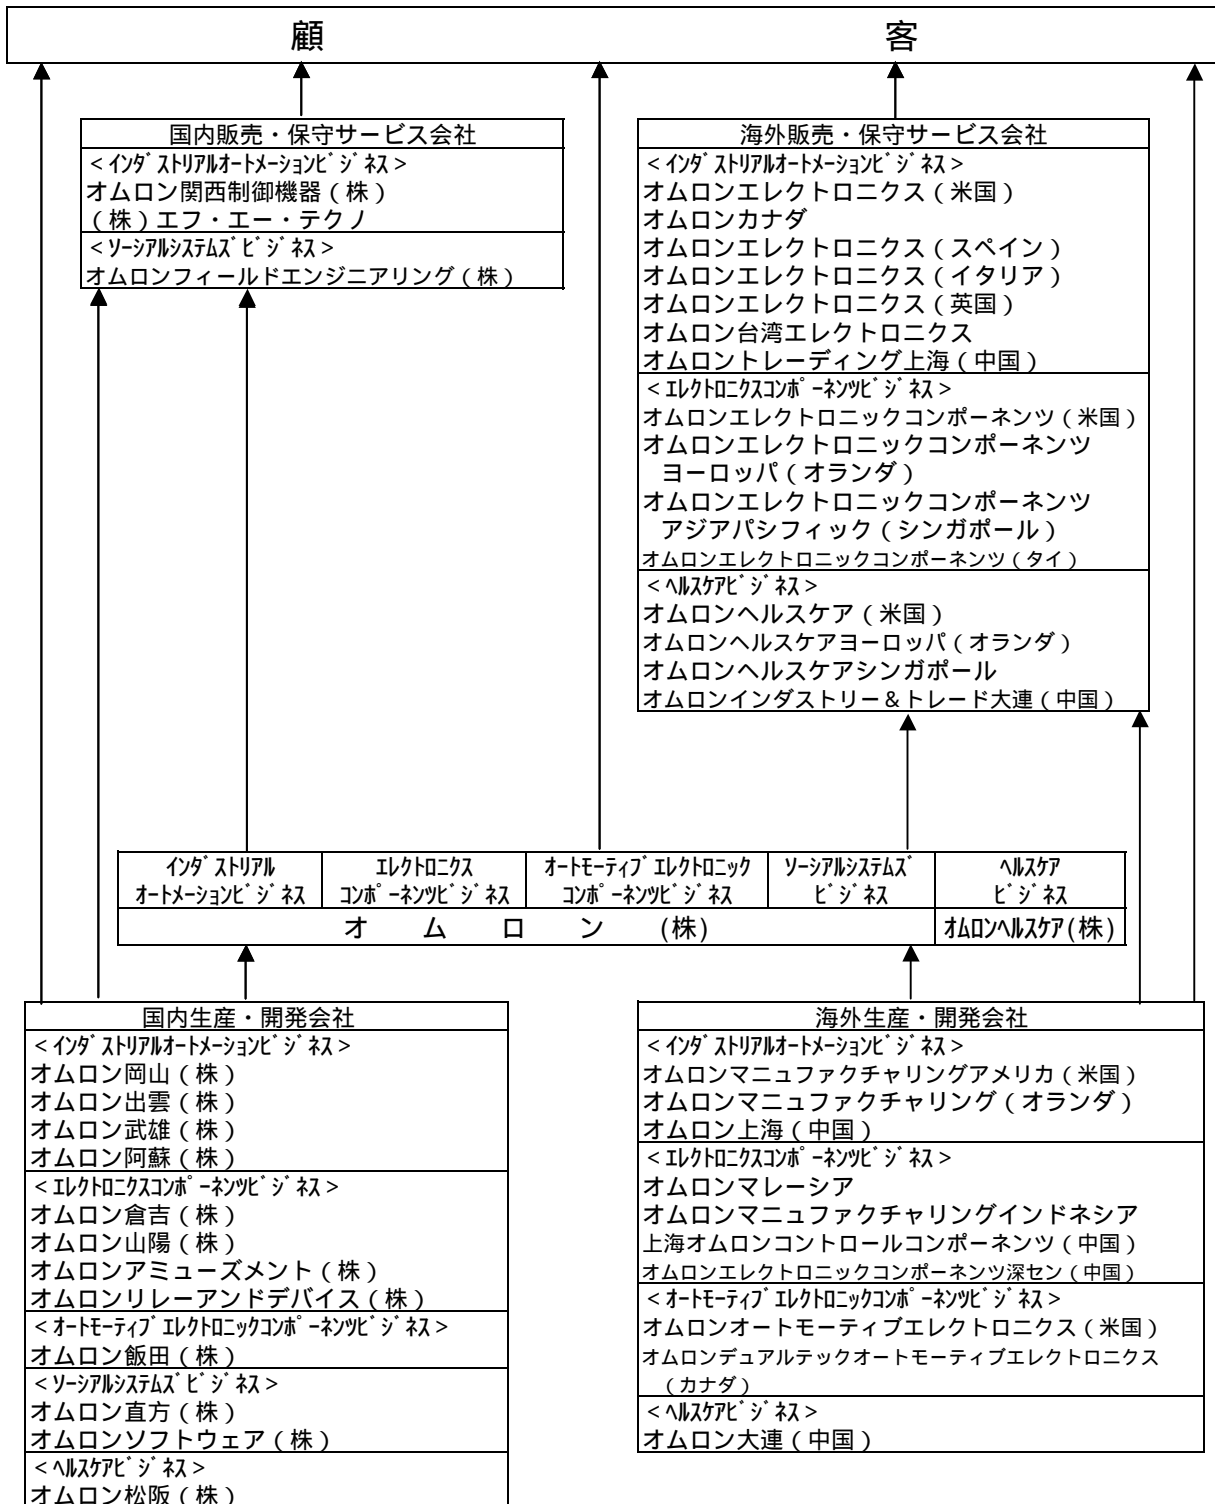 顧客
国内販売・保守サービス会社
<インダストリアルオートメーションビジネス>
オムロン関西制御機器(株)
(株)エフ・エー・テクノ
<ソーシアルシステムズビジネス>
オムロンフィールドエンジニアリング(株)
海外販売・保守サービス会社
<インダストリアルオートメーションビジネス>
オムロンエレクトロニクス(米国)
オムロンカナダ
オムロンエレクトロニクス(スペイン)
オムロンエレクトロニクス(イタリア)
オムロンエレクトロニクス(英国)
オムロン台湾エレクトロニクス
オムロントレーディング上海(中国)
<エレクトロニクスコンポーネンツビジネス>
オムロンエレクトロニックコンポーネンツ(米国)
オムロンエレクトロニックコンポーネンツ
ヨーロッパ(オランダ)
オムロンエレクトロニックコンポーネンツ
アジアパシフィック(シンガポール)
オムロンエレクトロニックコンポーネンツ(タイ)
<ヘルスケアビジネス>
オムロンヘルスケア(米国)
オムロンヘルスケアヨーロッパ(オランダ)
オムロンヘルスケアシンガポール
オムロンインダストリー&トレード大連(中国)
インダストリアル
オートメーションビジネス
エレクトロニクス
コンポーネンツビジネス
オートモーティブエレクトロニック
コンポーネンツビジネス
ソーシアルシステムズ
ビジネス
ヘルスケア
ビジネス
オムロン(株)
オムロンヘルスケア(株)
国内生産・開発会社
<インダストリアルオートメーションビジネス>
オムロン岡山(株)
オムロン出雲(株)
オムロン武雄(株)
オムロン阿蘇(株)
<エレクトロニクスコンポーネンツビジネス>
オムロン倉吉(株)
オムロン山陽(株)
オムロンアミューズメント(株)
オムロンリレーアンドデバイス(株)
<オートモーティブエレクトロニックコンポーネンツビジネス>
オムロン飯田(株)
<ソーシアルシステムズビジネス>
オムロン直方(株)
オムロンソフトウェア(株)
<ヘルスケアビジネス>
オムロン松阪(株)
海外生産・開発会社
<インダストリアルオートメーションビジネス>
オムロンマニュファクチャリングアメリカ(米国)
オムロンマニュファクチャリング(オランダ)
オムロン上海(中国)
<エレクトロニクスコンポーネンツビジネス>
オムロンマレーシア
オムロンマニュファクチャリングインドネシア
上海オムロンコントロールコンポーネンツ(中国)
オムロンエレクトロニックコンポーネンツ深セン(中国)
<オートモーティブエレクトロニックコンポーネンツビジネス>
オムロンオートモーティブエレクトロニクス(米国)
オムロンデュアルテックオートモーティブエレクトロニクス
(カナダ)
<ヘルスケアビジネス>
オムロン大連(中国)